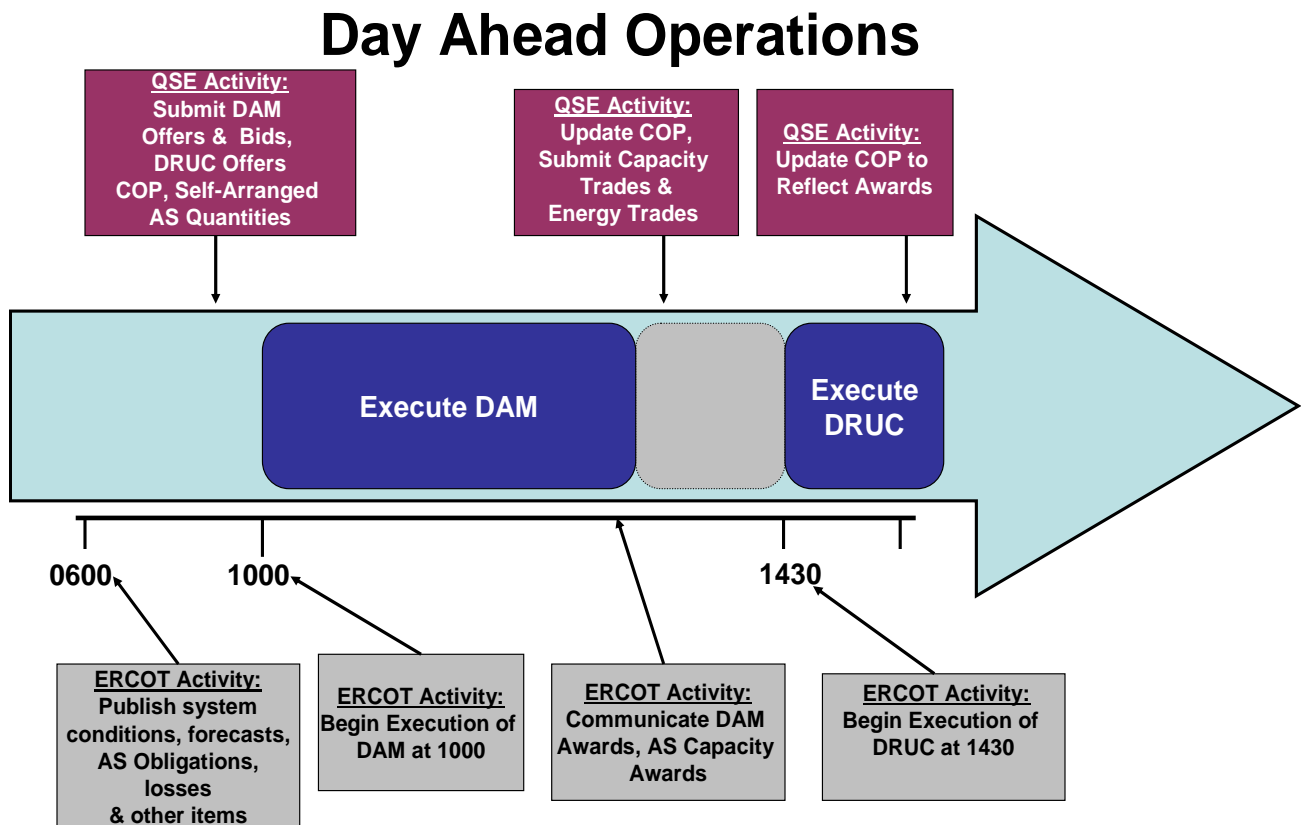 Day Ahead Operations
QSE Activity:
Submit DAM
Offers & Bids,
DRUC Offers
COP, Self-Arranged
AS Quantities
QSE Activity:
Update COP,
Submit Capacity
Trades &
Energy Trades
QSE Activity:
Update COP to
Reflect Awards
Execute DAM
Execute
DRUC
0600
1000
1430
ERCOT Activity:
Publish system
conditions, forecasts,
AS Obligations,
losses
& other items
ERCOT Activity:
Begin Execution of
DAM at 1000
ERCOT Activity:
Communicate DAM
Awards, AS Capacity
Awards
ERCOT Activity:
Begin Execution of
DRUC at 1430